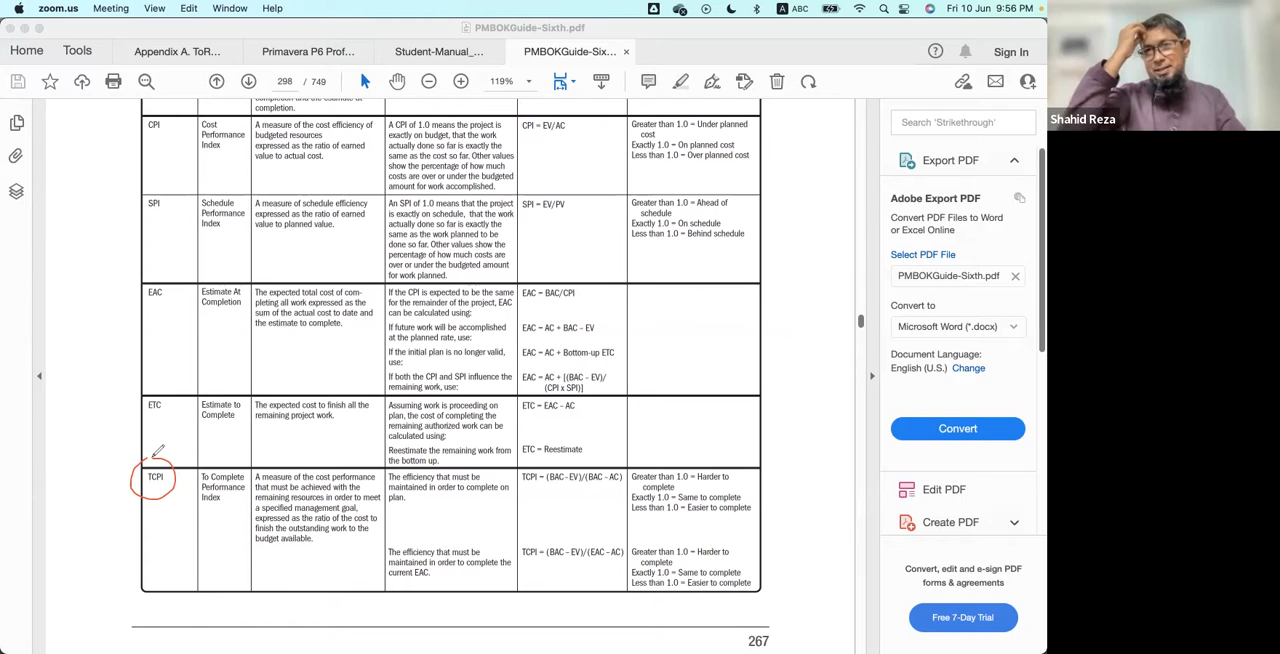 zoom.us Meeting View Edit Window Help
ABC Fri 10 Jun 9:56 PM
PMBOKGuide-Sixth.pdf
Home Tools Appendix A. ToR... Primavera P6 Prof... Student-Manual_... PMBOKGuide-Six... × Sign In
298 / 749 119%
completion and the estimate at
completion.
CPI
Cost
Performance
Index
A measure of the cost efficiency of
budgeted resources
expressed as the ratio of earned
value to actual cost.
A CPI of 1.0 means the project is
exactly on budget, that the work
actually done so far is exactly the
same as the cost so far. Other values
show the percentage of how much
costs are over or under the budgeted
amount for work accomplished.
CPI = EV/AC
Greater than 1.0 = Under planned
cost
Exactly 1.0 = On planned cost
Less than 1.0 = Over planned cost
SPI
Schedule
Performance
Index
A measure of schedule efficiency
expressed as the ratio of earned
value to planned value.
An SPI of 1.0 means that the project
is exactly on schedule, that the work
actually done so far is exactly the
same as the work planned to be
done so far. Other values show the
percentage of how much costs are
over or under the budgeted amount
for work planned.
SPI = EV/PV
Greater than 1.0 = Ahead of
schedule
Exactly 1.0 = On schedule
Less than 1.0 = Behind schedule
EAC
Estimate At
Completion
The expected total cost of com-
pleting all work expressed as the
sum of the actual cost to date and
the estimate to complete.
If the CPI is expected to be the same
for the remainder of the project, EAC
can be calculated using:
EAC = BAC/CPI
If future work will be accomplished
at the planned rate, use:
EAC = AC + BAC – EV
If the initial plan is no longer valid,
use:
EAC = AC + Bottom-up ETC
If both the CPI and SPI influence the
remaining work, use:
EAC = AC + [(BAC – EV)/
(CPI x SPI)]
ETC
Estimate to
Complete
The expected cost to finish all the
remaining project work.
Assuming work is proceeding on
plan, the cost of completing the
remaining authorized work can be
calculated using:
ETC = EAC – AC
Reestimate the remaining work from
the bottom up.
ETC = Reestimate
TCPI
To Complete
Performance
Index
A measure of the cost performance
that must be achieved with the
remaining resources in order to meet
a specified management goal,
expressed as the ratio of the cost to
finish the outstanding work to the
budget available.
The efficiency that must be
maintained in order to complete on
plan.
TCPI = (BAC – EV)/(BAC – AC)
Greater than 1.0 = Harder to
complete
Exactly 1.0 = Same to complete
Less than 1.0 = Easier to complete
The efficiency that must be
maintained in order to complete the
current EAC.
TCPI = (BAC – EV)/(EAC – AC)
Greater than 1.0 = Harder to
complete
Exactly 1.0 = Same to complete
Less than 1.0 = Easier to complete
267
Search 'Strikethrough'
Export PDF
Adobe Export PDF
Convert PDF Files to Word
or Excel Online
Select PDF File
PMBOKGuide-Sixth.pdf
Convert to
Microsoft Word (*.docx)
Document Language:
English (U.S.) Change
Convert
Edit PDF
Create PDF
Convert, edit and e-sign PDF
forms & agreements
Free 7-Day Trial
Shahid Reza